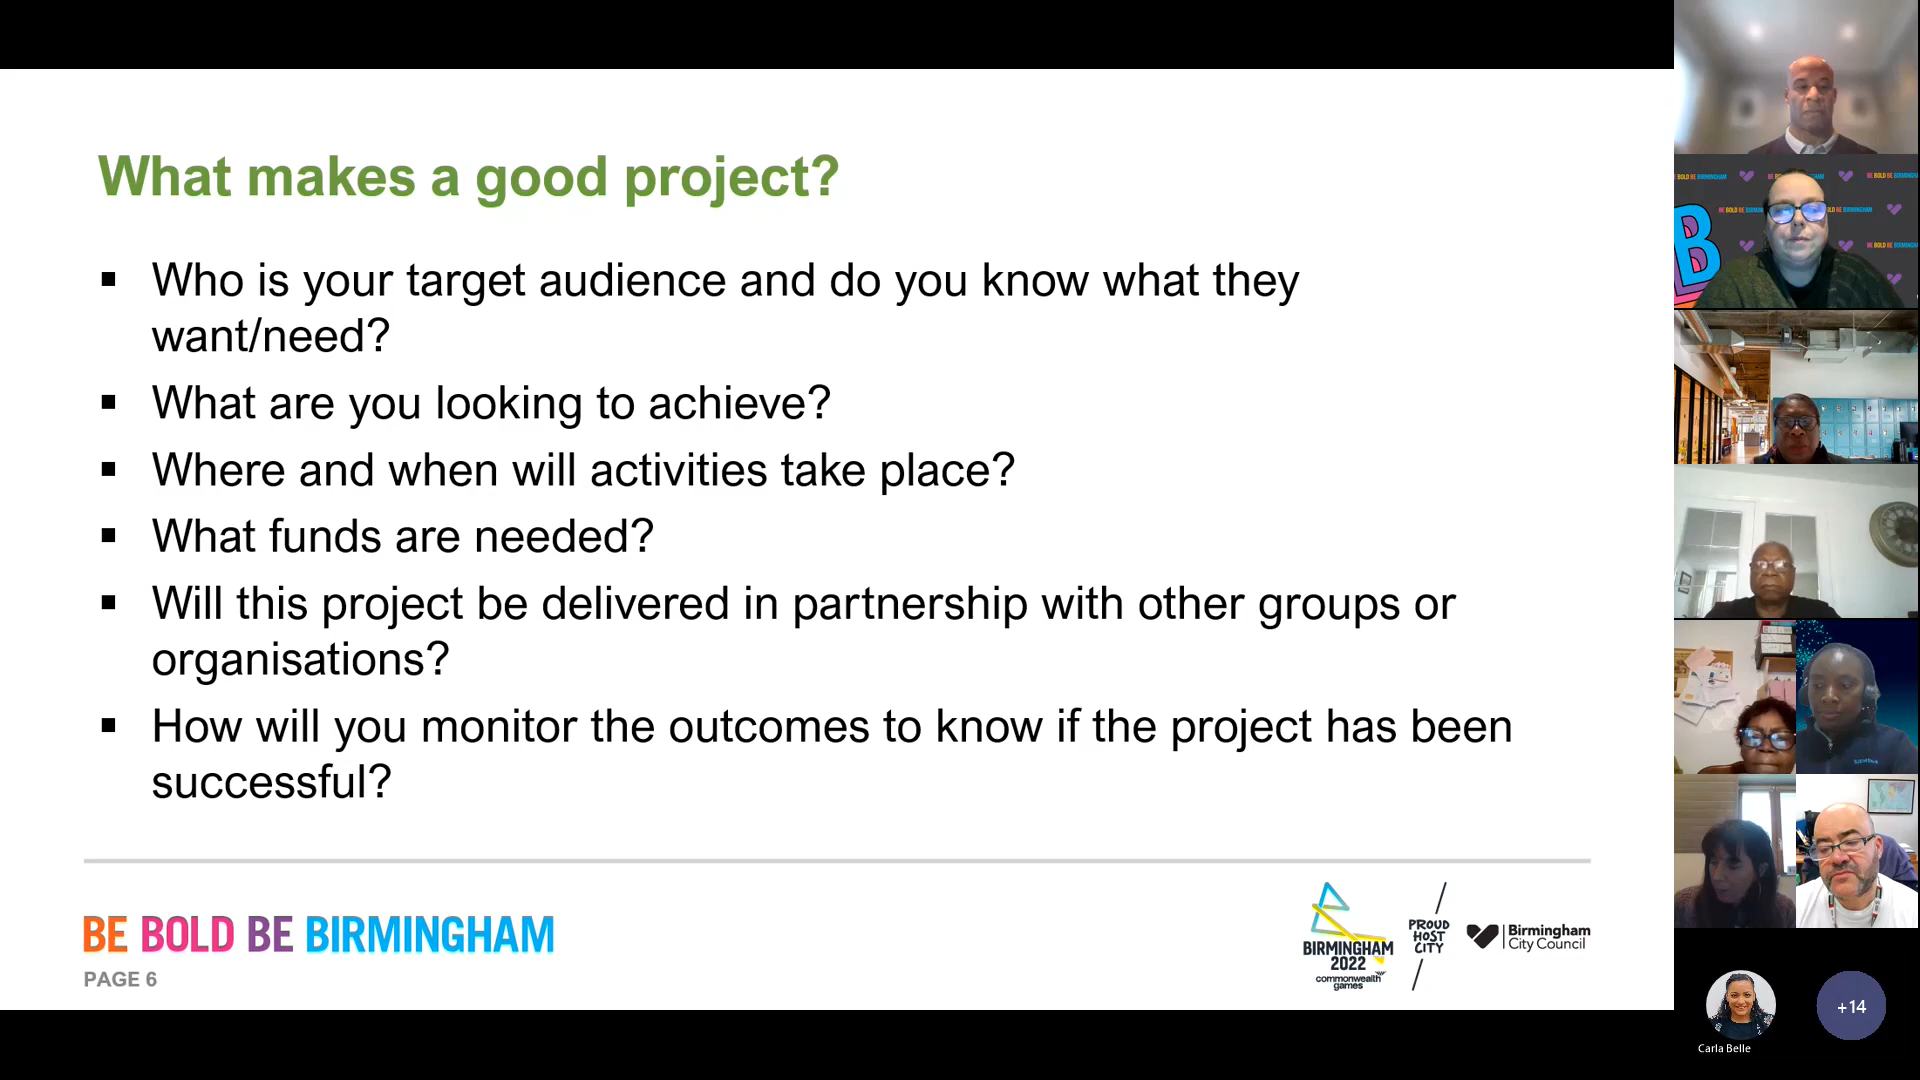 What makes a good project?
▪ Who is your target audience and do you know what they
want/need?
▪ What are you looking to achieve?
▪ Where and when will activities take place?
▪ What funds are needed?
▪ Will this project be delivered in partnership with other groups or
organisations?
▪ How will you monitor the outcomes to know if the project has been
successful?
BE BOLD BE BIRMINGHAM
PAGE 6
BIRMINGHAM
2022
commonwealth
games
PROUD
HOST
CITY
Birmingham
City Council
BE BOLD BE BIRMINGHAM
Carla Belle
+14